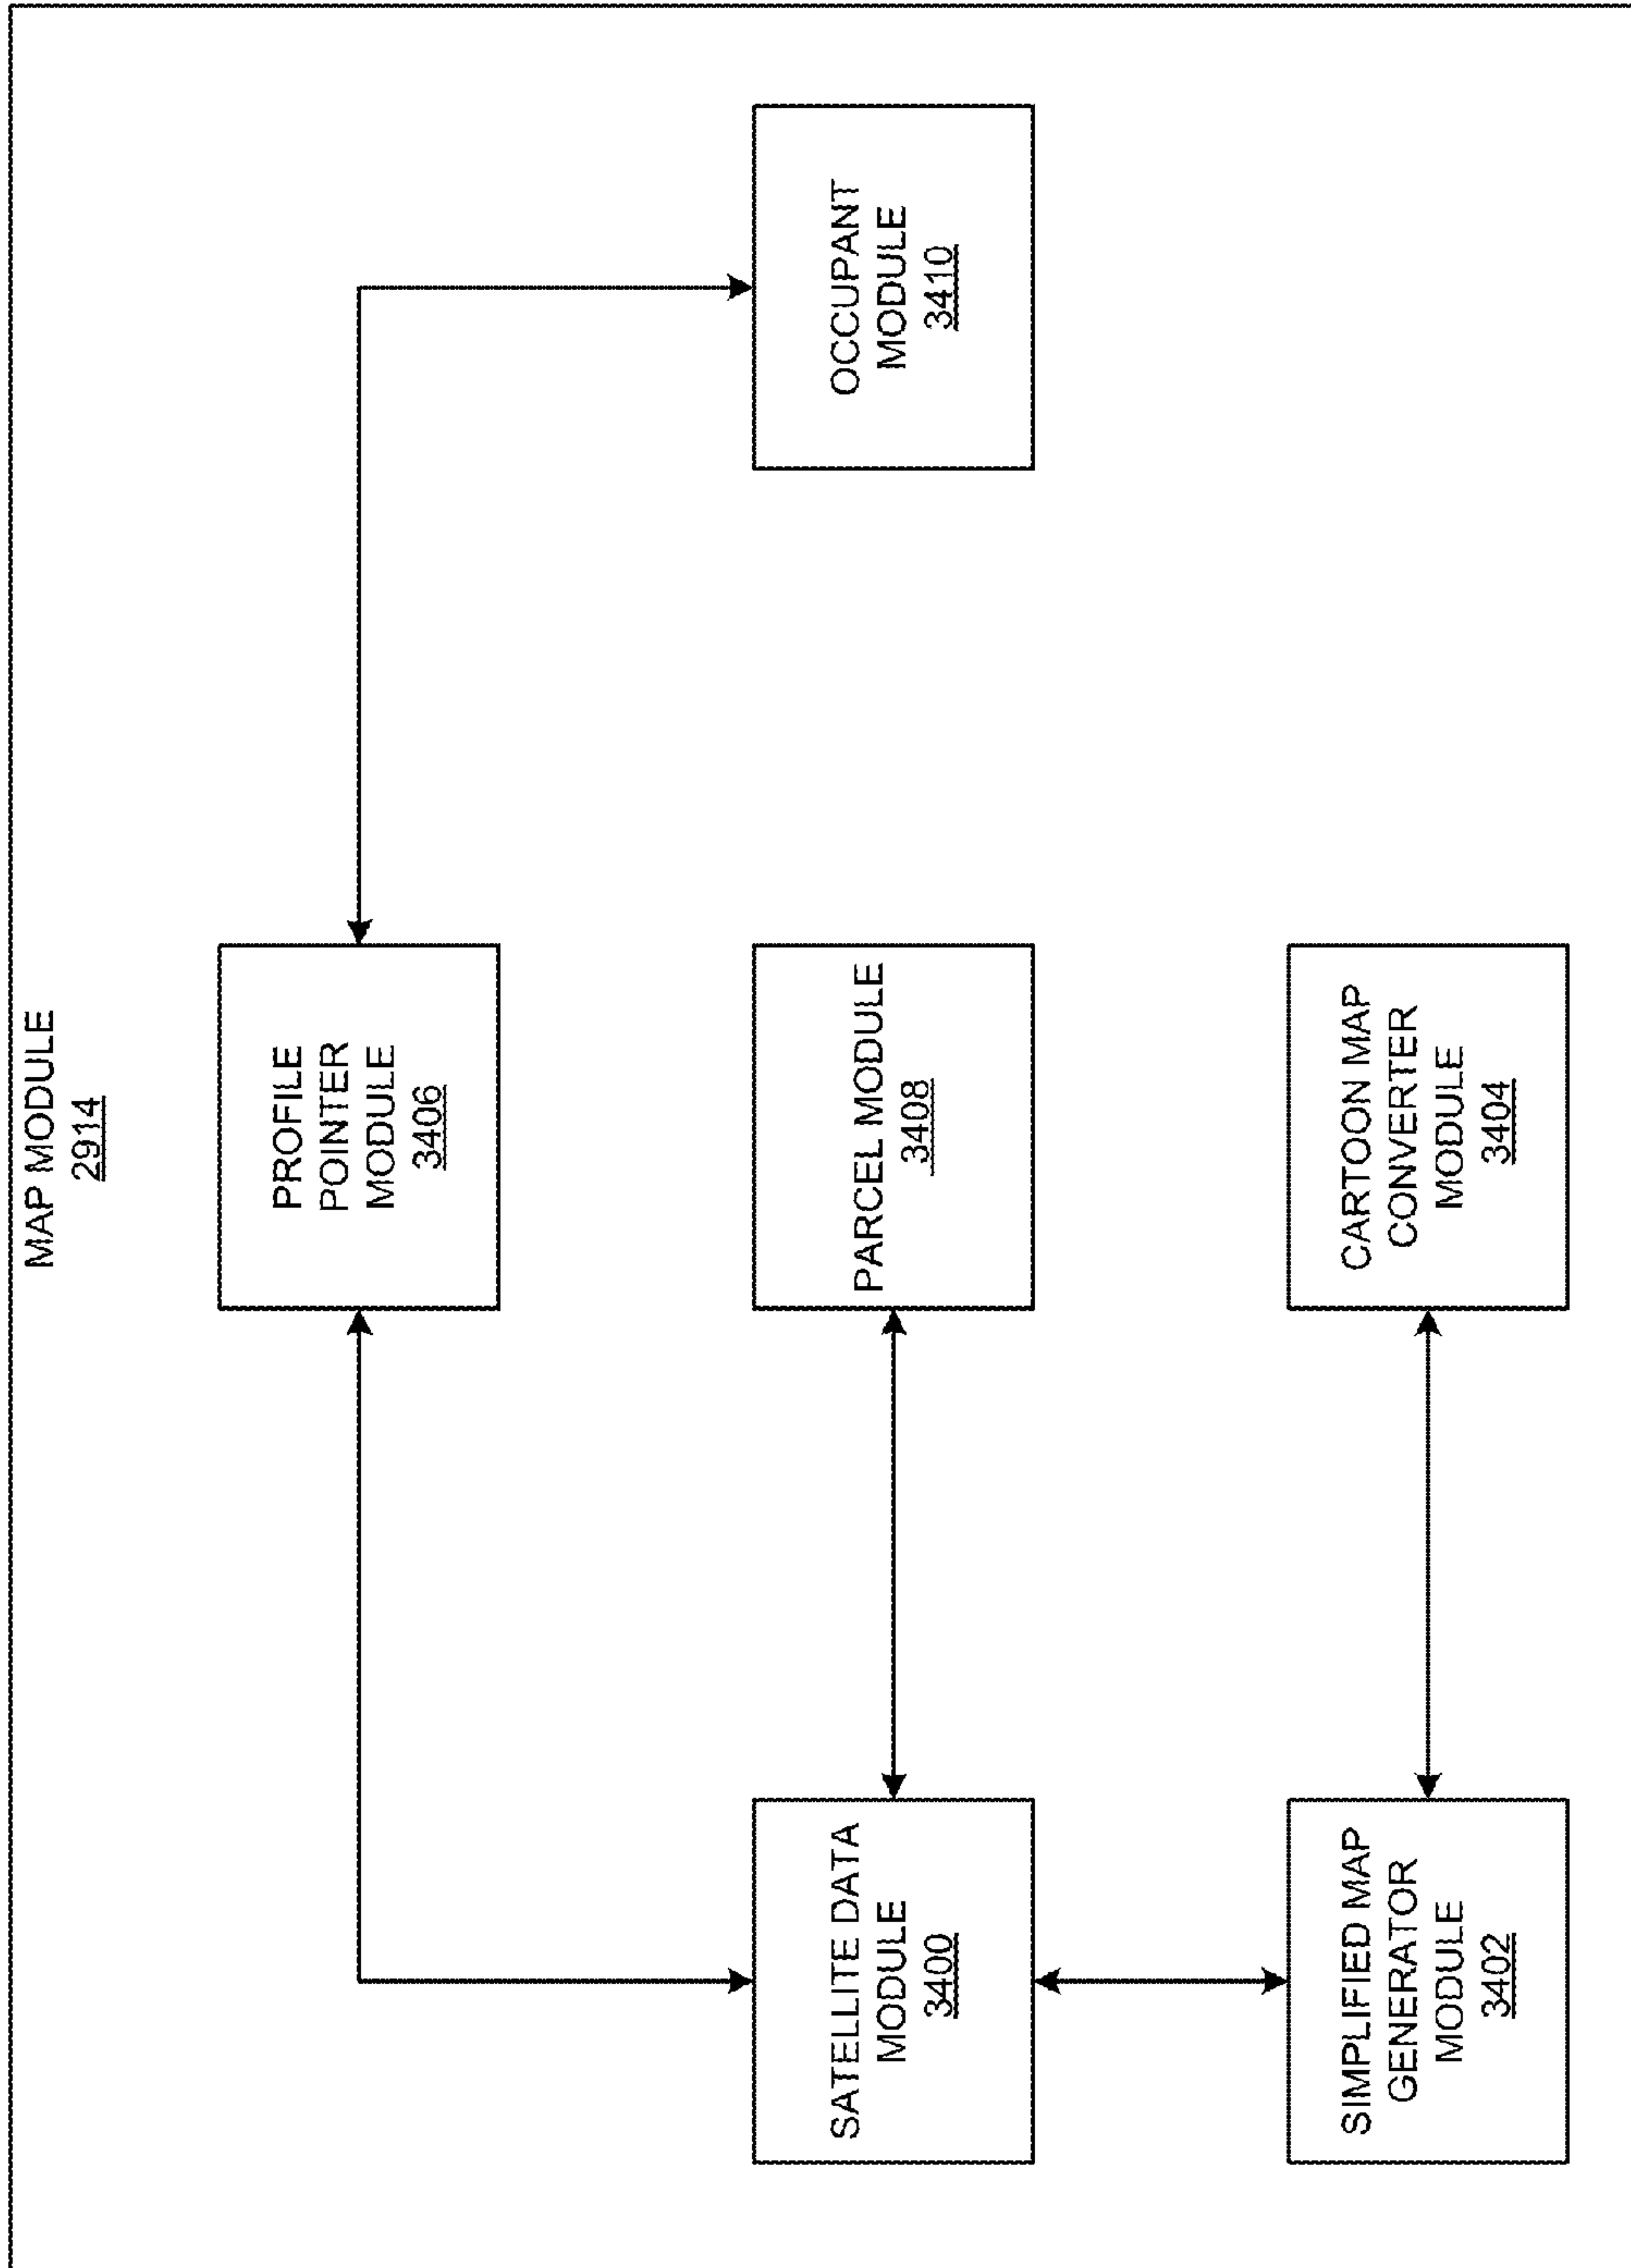 MAP MODULE
2914
PROFILE
POINTER
MODULE
3406
SATELLITE DATA
MODULE
3400
PARCEL MODULE
3408
OCCUPANT
MODULE
3410
SIMPLIFIED MAP
GENERATOR
MODULE
3402
CARTOON MAP
CONVERTER
MODULE
3404